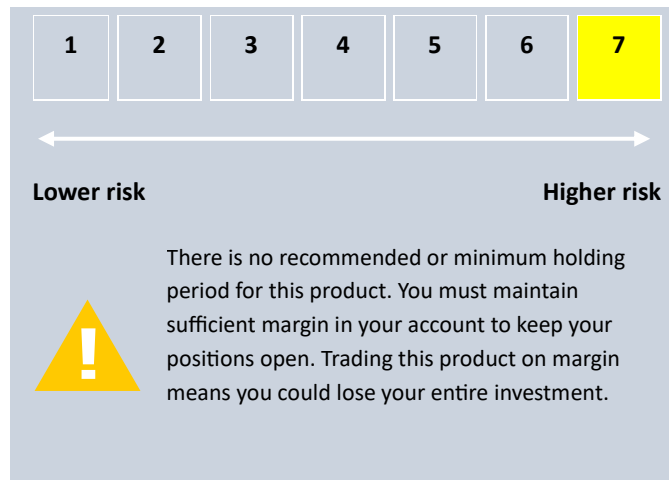 1 2 3 4 5 6 7
Lower risk Higher risk
There is no recommended or minimum holding
period for this product. You must maintain
sufficient margin in your account to keep your
positions open. Trading this product on margin
means you could lose your entire investment.
!